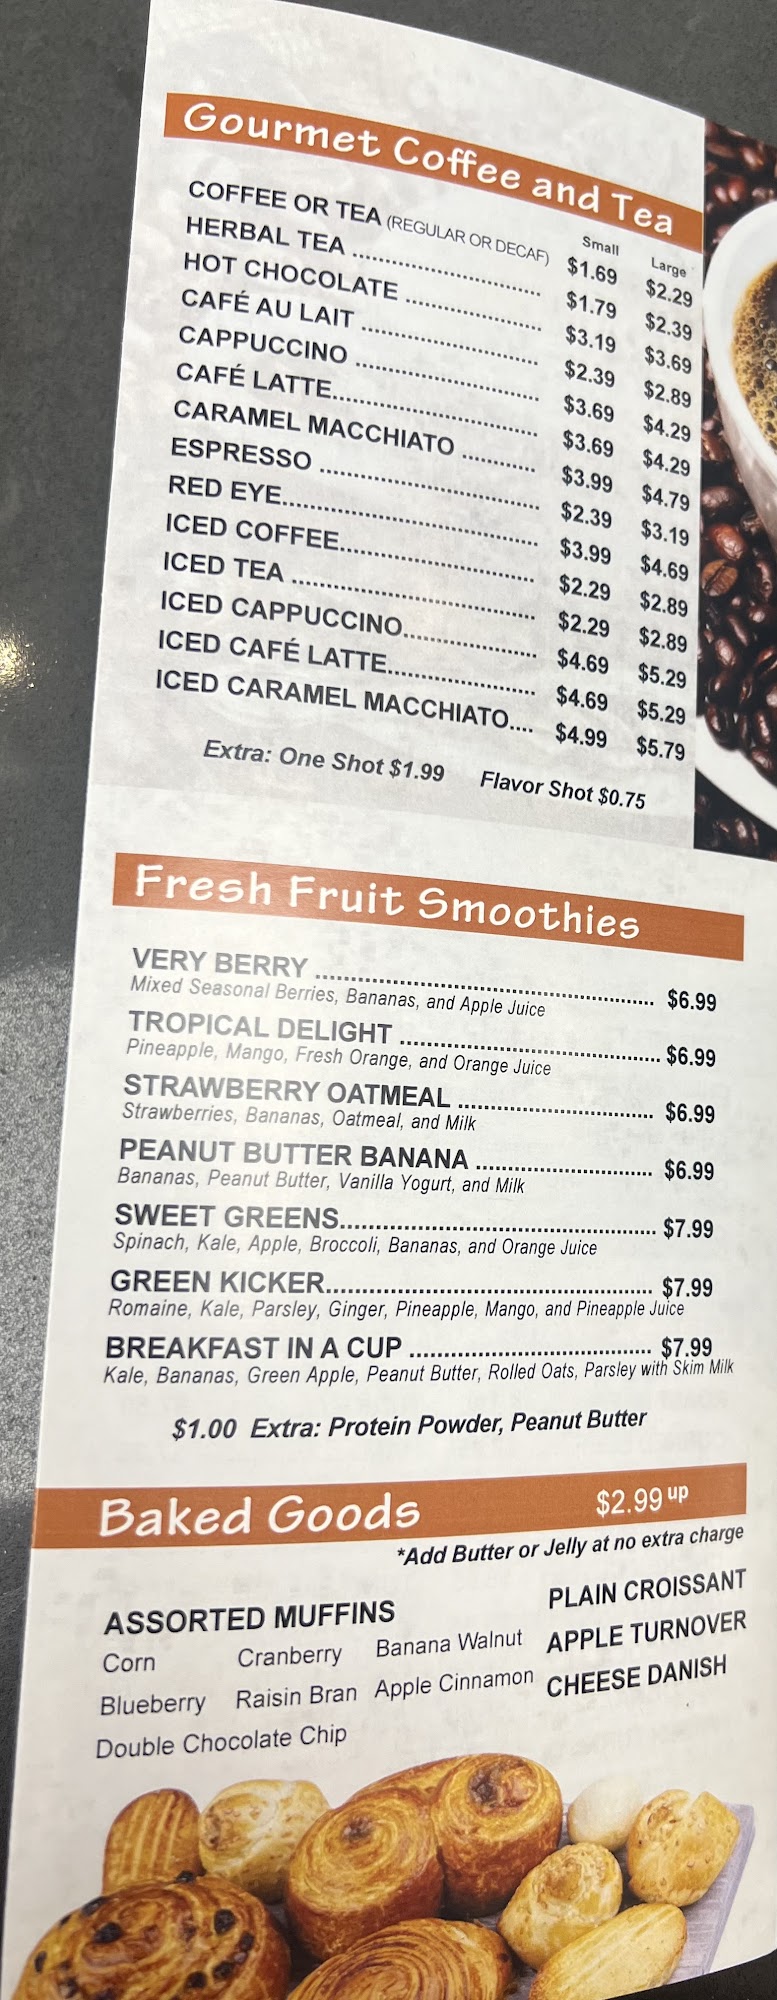 Gourmet Coffee and Tea
Small Large
COFFEE OR TEA (REGULAR OR DECAF) $1.69 $2.29
HERBAL TEA $1.79 $2.39
HOT CHOCOLATE $3.19 $3.69
CAFÉ AU LAIT $2.39 $2.89
CAPPUCCINO $3.69 $4.29
CAFÉ LATTE $3.69 $4.29
CARAMEL MACCHIATO $3.99 $4.79
ESPRESSO $2.39 $3.19
RED EYE $3.99 $4.69
ICED COFFEE $2.29 $2.89
ICED TEA $2.29 $2.89
ICED CAPPUCCINO $4.69 $5.29
ICED CAFÉ LATTE $4.69 $5.29
ICED CARAMEL MACCHIATO $4.99 $5.79
Extra: One Shot $1.99 Flavor Shot $0.75
Fresh Fruit Smoothies
VERY BERRY $6.99
Mixed Seasonal Berries, Bananas, and Apple Juice
TROPICAL DELIGHT $6.99
Pineapple, Mango, Fresh Orange, and Orange Juice
STRAWBERRY OATMEAL $6.99
Strawberries, Bananas, Oatmeal, and Milk
PEANUT BUTTER BANANA $6.99
Bananas, Peanut Butter, Vanilla Yogurt, and Milk
SWEET GREENS $7.99
Spinach, Kale, Apple, Broccoli, Bananas, and Orange Juice
GREEN KICKER $7.99
Romaine, Kale, Parsley, Ginger, Pineapple, Mango, and Pineapple Juice
BREAKFAST IN A CUP $7.99
Kale, Bananas, Green Apple, Peanut Butter, Rolled Oats, Parsley with Skim Milk
$1.00 Extra: Protein Powder, Peanut Butter
Baked Goods $2.99 up
*Add Butter or Jelly at no extra charge
ASSORTED MUFFINS
Corn Cranberry Banana Walnut
Blueberry Raisin Bran Apple Cinnamon
Double Chocolate Chip
PLAIN CROISSANT
APPLE TURNOVER
CHEESE DANISH